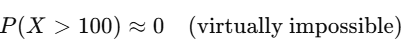 P(X > 100) ≈ 0 (virtually impossible)